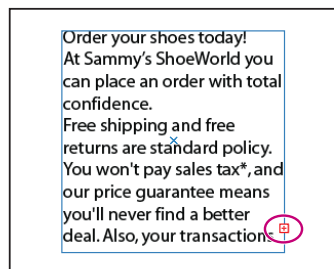 Order your shoes today!
At Sammy's ShoeWorld you
can place an order with total
confidence.
Free shipping and free
returns are standard policy.
You won't pay sales tax*, and
our price guarantee means
you'll never find a better
deal. Also, your transactions